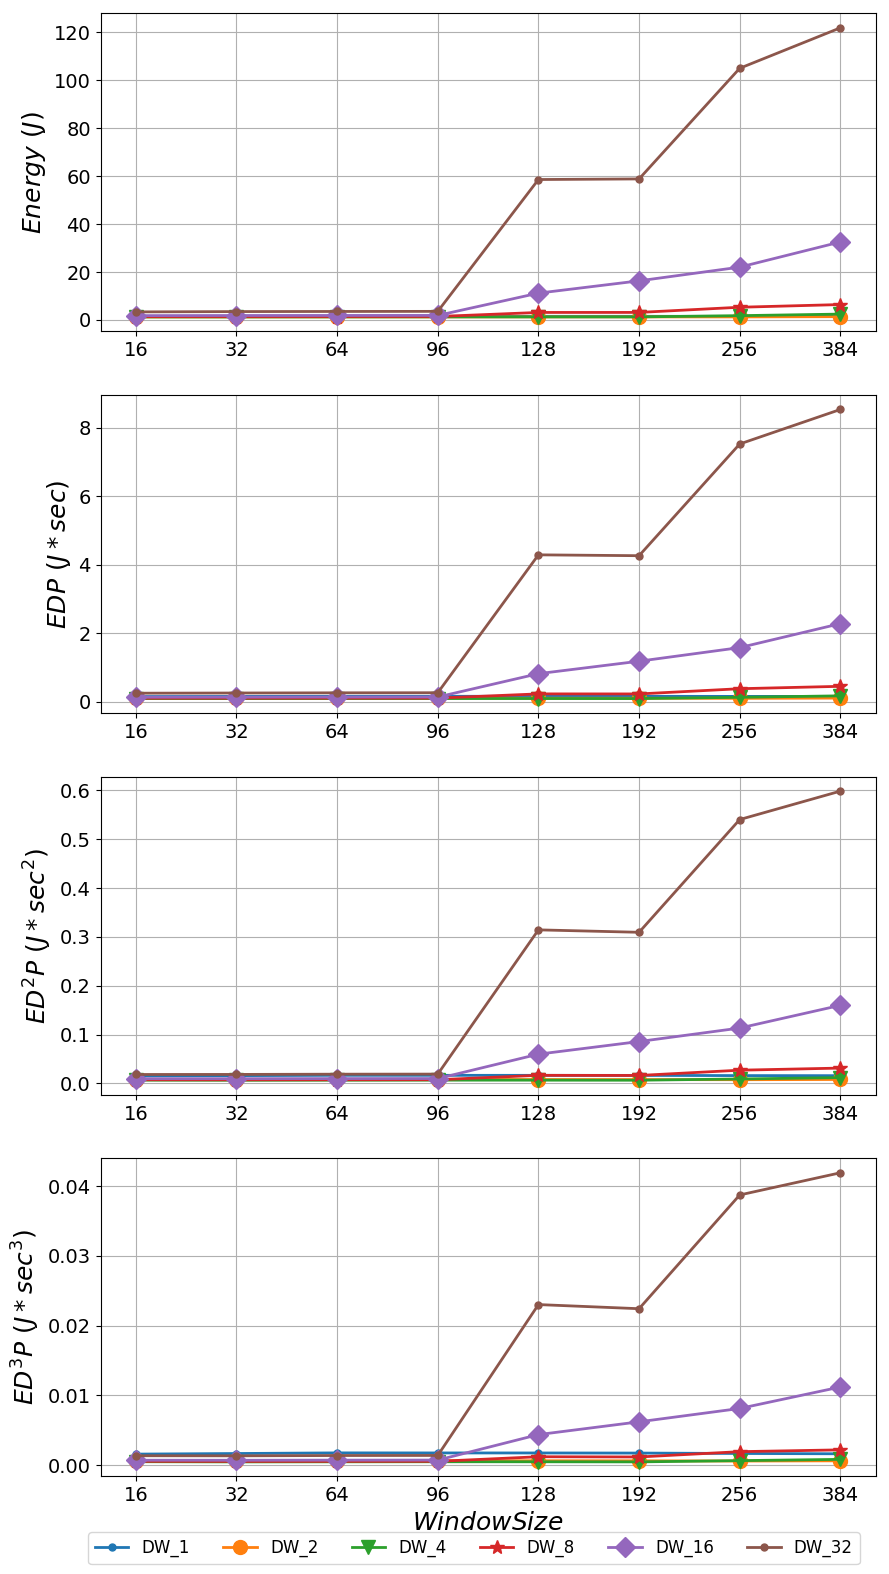 120
100
80
60
40
20
0
Energy (J)
16 32 64 96 128 192 256 384
8
6
4
2
0
EDP (J * sec)
16 32 64 96 128 192 256 384
0.6
0.5
0.4
0.3
0.2
0.1
0.0
ED²P (J * sec²)
16 32 64 96 128 192 256 384
0.04
0.03
0.02
0.01
0.00
ED³P (J * sec³)
16 32 64 96 128 192 256 384
WindowSize
DW_1 DW_2 DW_4 DW_8 DW_16 DW_32